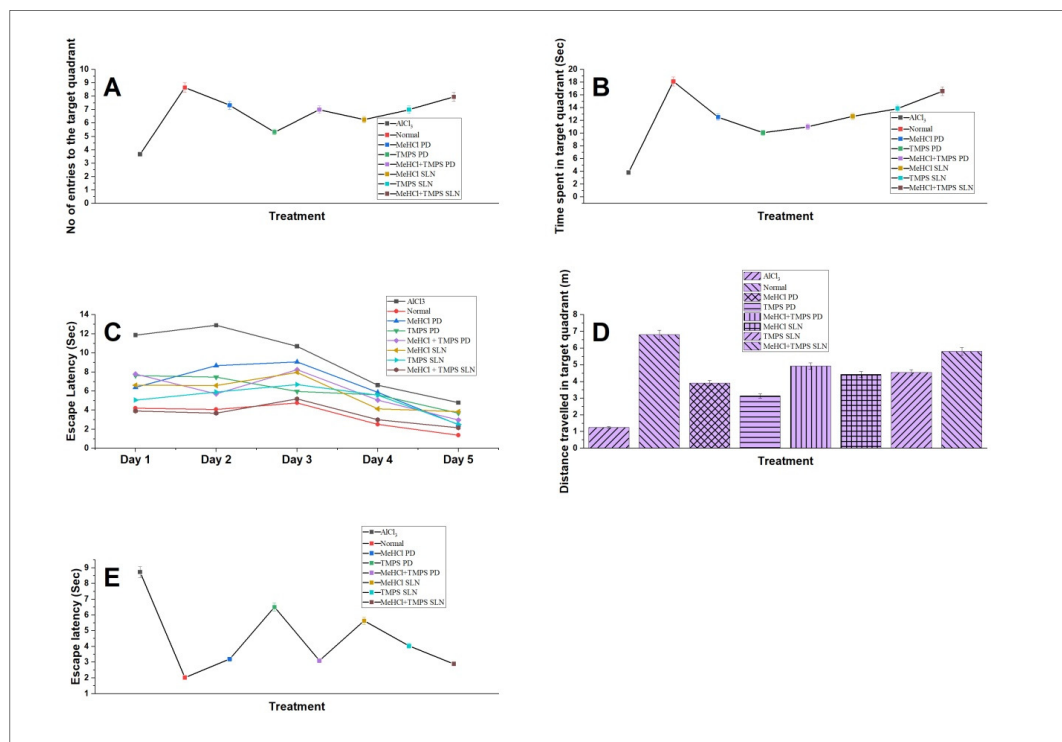 A
No of entries to the target quadrant
10
9
8
7
6
5
4
3
2
1
0
AlCl₃
Normal
MeHCl PD
TMPS PD
MeHCl+TMPS PD
MeHCl SLN
TMPS SLN
MeHCl+TMPS SLN
Treatment
B
Time spent in target quadrant (Sec)
20
18
16
14
12
10
8
6
4
2
0
AlCl₃
Normal
MeHCl PD
TMPS PD
MeHCl+TMPS PD
MeHCl SLN
TMPS SLN
MeHCl+TMPS SLN
Treatment
C
Escape Latency (Sec)
14
12
10
8
6
4
2
0
AlCl3
Normal
MeHCl PD
TMPS PD
MeHCl + TMPS PD
MeHCl SLN
TMPS SLN
MeHCl + TMPS SLN
Day 1 Day 2 Day 3 Day 4 Day 5
D
Distance travelled in target quadrant (m)
8
7
6
5
4
3
2
1
0
AlCl₃
Normal
MeHCl PD
TMPS PD
MeHCl+TMPS PD
MeHCl SLN
TMPS SLN
MeHCl+TMPS SLN
Treatment
E
Escape latency (Sec)
9
8
7
6
5
4
3
2
1
AlCl₃
Normal
MeHCl PD
TMPS PD
MeHCl+TMPS PD
MeHCl SLN
TMPS SLN
MeHCl+TMPS SLN
Treatment